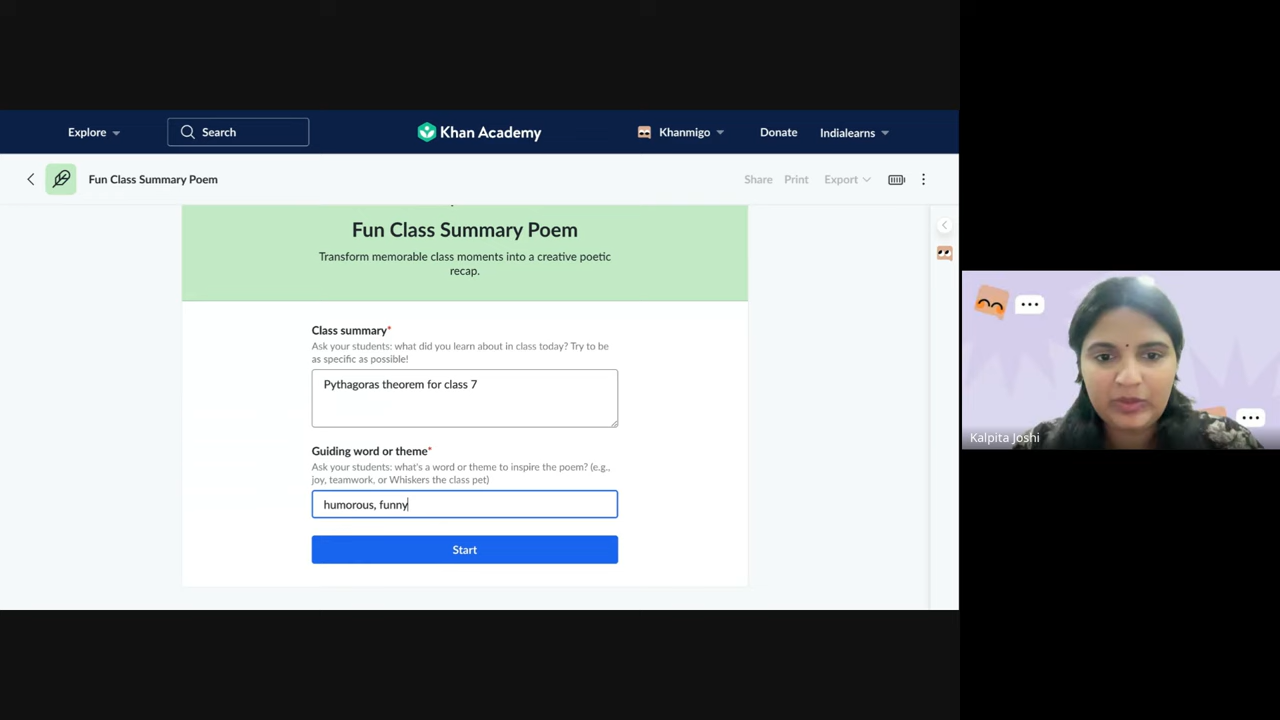 Explore
Search
Khan Academy
Khanmigo
Donate
Indialearns
Fun Class Summary Poem
Share
Print
Export
Fun Class Summary Poem
Transform memorable class moments into a creative poetic
recap.
Class summary*
Ask your students: what did you learn about in class today? Try to be
as specific as possible!
Pythagoras theorem for class 7
Guiding word or theme*
Ask your students: what's a word or theme to inspire the poem? (e.g.,
joy, teamwork, or Whiskers the class pet)
humorous, funny
Start
Kalpita Joshi